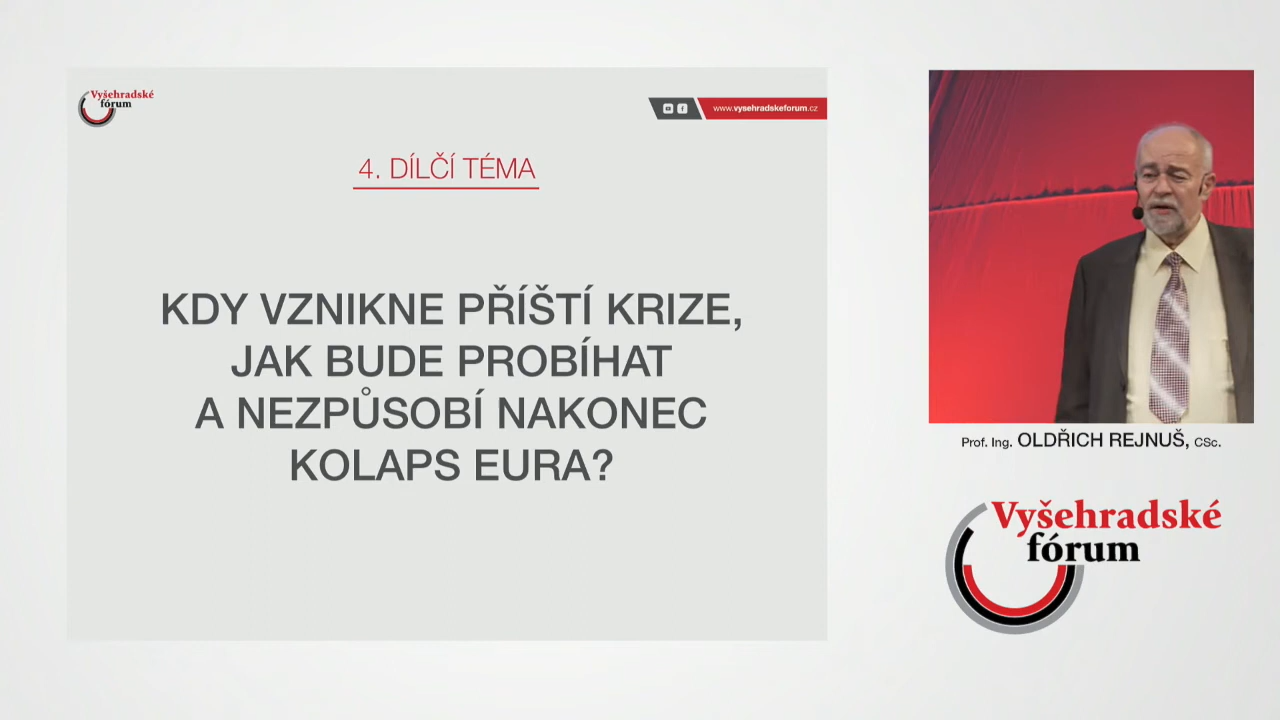 Vyšehradské
fórum
www.vysehradskeforum.cz
4. DÍLČÍ TÉMA
KDY VZNIKNE PŘÍŠTÍ KRIZE,
JAK BUDE PROBÍHAT
A NEZPŮSOBÍ NAKONEC
KOLAPS EURA?
Prof. Ing. OLDŘICH REJNUŠ, CSc.
Vyšehradské
fórum